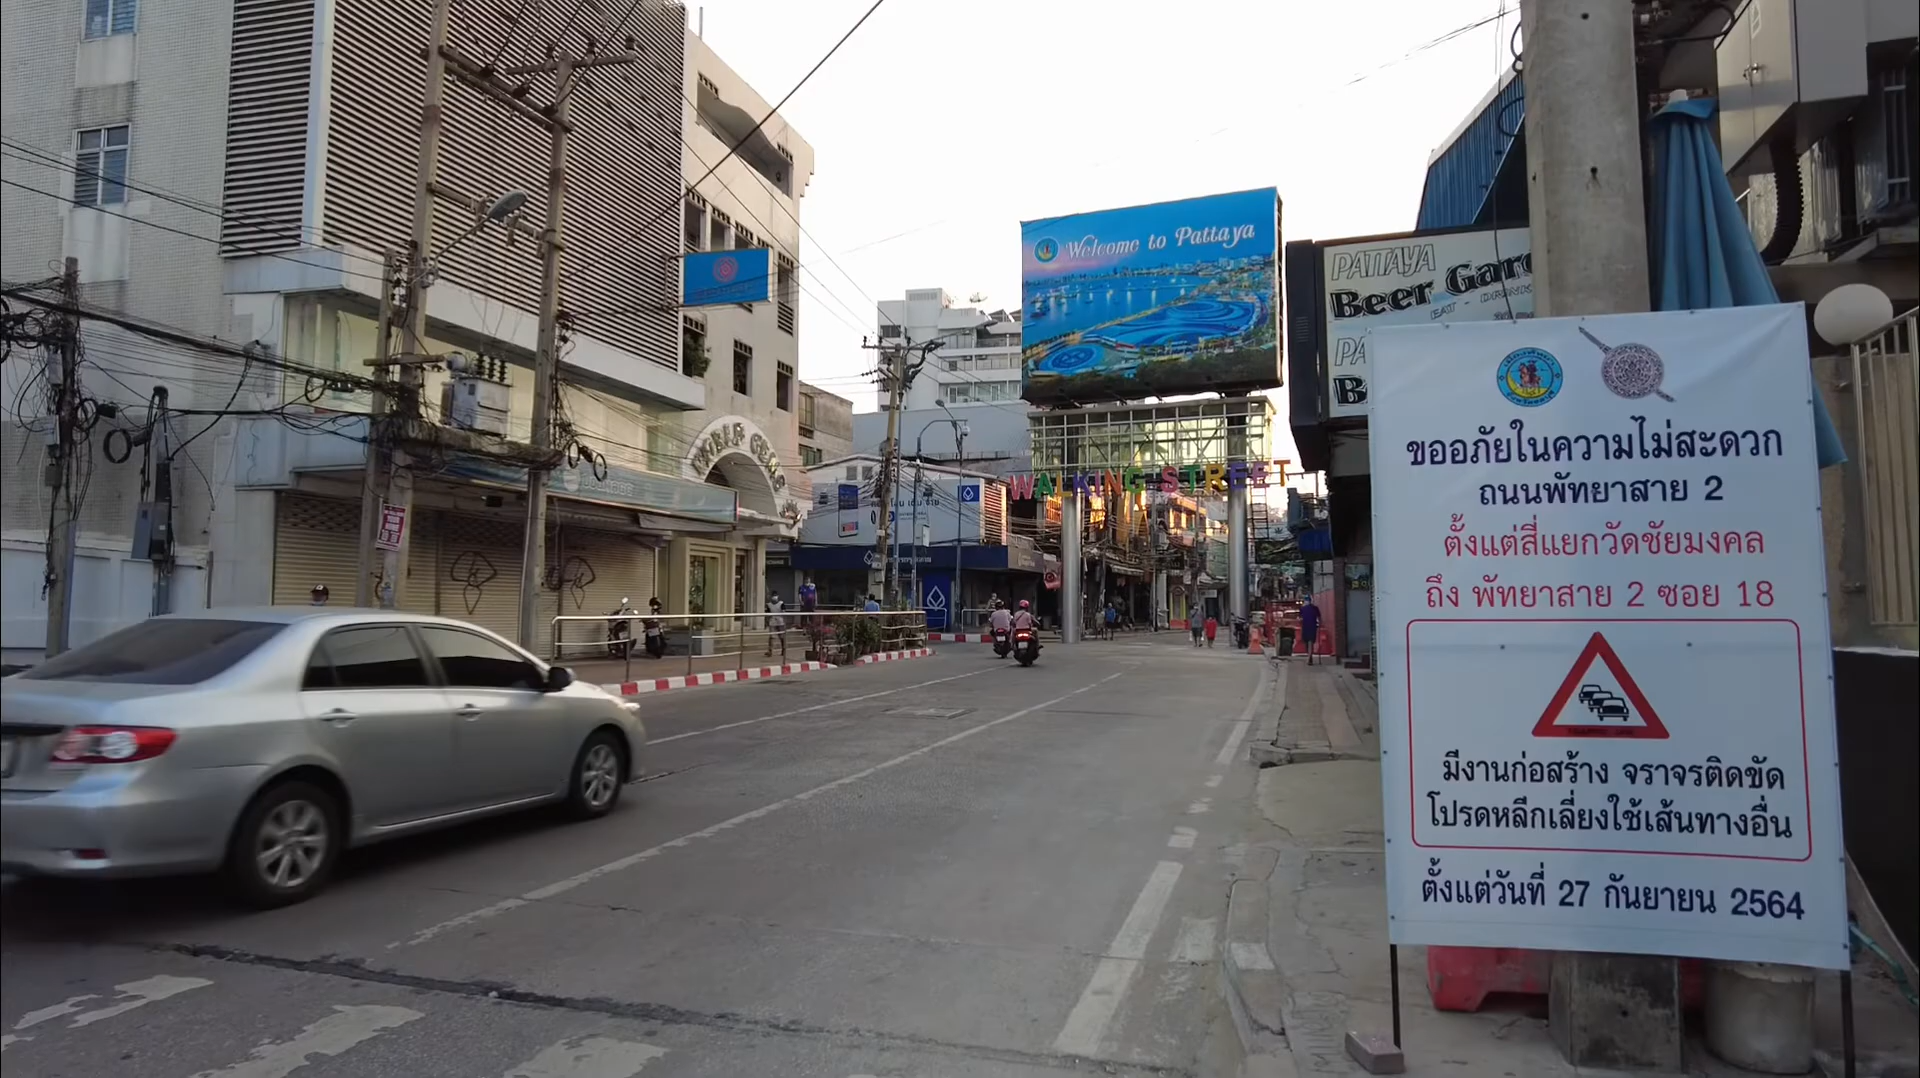 Welcome to Pattaya
PATTAYA
Beer Gard
EAT - DRINK
WALKING STREET
WORLD GEMS
ขออภัยในความไม่สะดวก
ถนนพัทยาสาย 2
ตั้งแต่สี่แยกวัดชัยมงคล
ถึง พัทยาสาย 2 ซอย 18
มีงานก่อสร้าง จราจรติดขัด
โปรดหลีกเลี่ยงใช้เส้นทางอื่น
ตั้งแต่วันที่ 27 กันยายน 2564